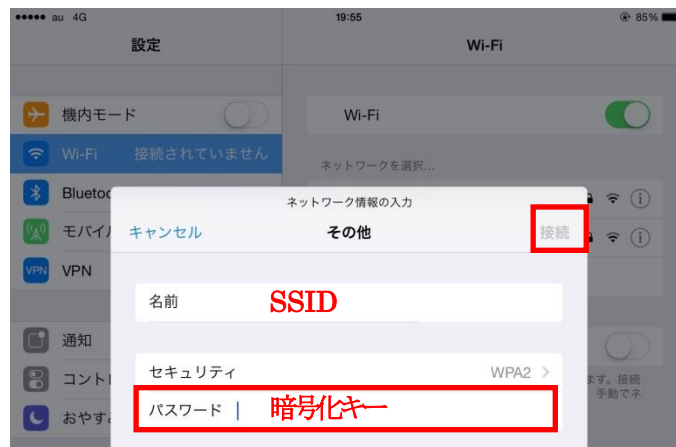 au 4G 19:55 85%
設定 Wi-Fi
機内モード
Wi-Fi
Wi-Fi 接続されていません
ネットワークを選択...
Bluetoo
ネットワーク情報の入力
モバイル
キャンセル その他 接続
VPN VPN
名前 SSID
通知
セキュリティ WPA2
コント
ます。接続
手動でネ
パスワード 暗号化キー
おやす